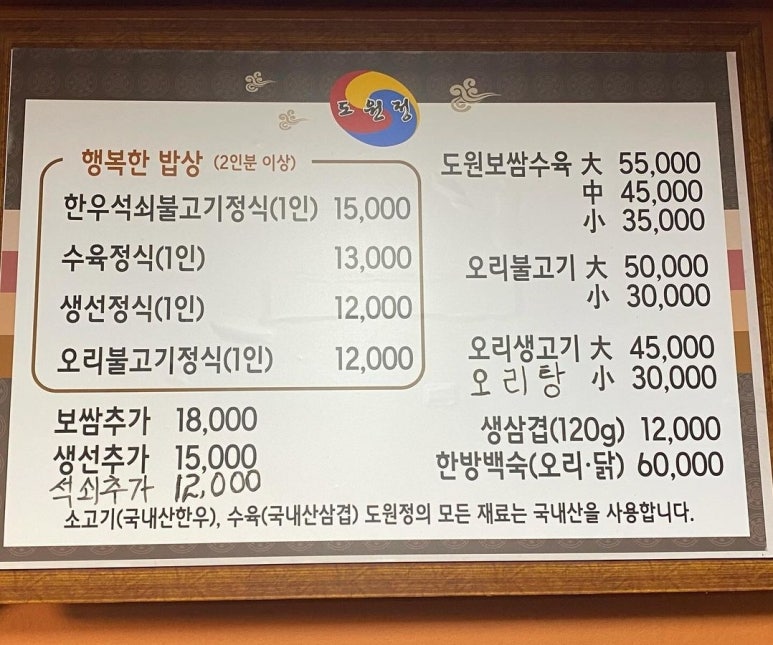 도원정
행복한 밥상 (2인분 이상)
한우석쇠불고기정식(1인) 15,000
수육정식(1인) 13,000
생선정식(1인) 12,000
오리불고기정식(1인) 12,000
보쌈추가 18,000
생선추가 15,000
석쇠추가 12,000
도원보쌈수육 大 55,000
中 45,000
小 35,000
오리불고기 大 50,000
小 30,000
오리생고기 大 45,000
오리탕 小 30,000
생삼겹(120g) 12,000
한방백숙(오리·닭) 60,000
소고기(국내산한우), 수육(국내산삼겹) 도원정의 모든 재료는 국내산을 사용합니다.